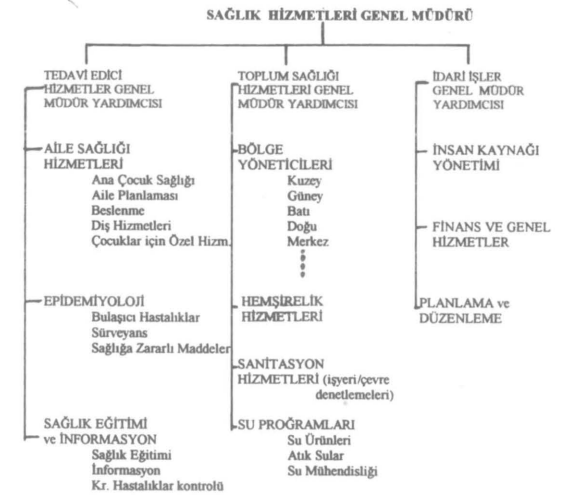 SAĞLIK HİZMETLERİ GENEL MÜDÜRÜ
TEDAVİ EDİCİ
HİZMETLER GENEL
MÜDÜR YARDIMCISI
AİLE SAĞLIĞI
HİZMETLERİ
Ana Çocuk Sağlığı
Aile Planlaması
Beslenme
Diş Hizmetleri
Çocuklar için Özel Hizm.
EPİDEMİYOLOJİ
Bulaşıcı Hastalıklar
Sürveyans
Sağlığa Zararlı Maddeler
SAĞLIK EĞİTİMİ
ve İNFORMASYON
Sağlık Eğitimi
İnformasyon
Kr. Hastalıklar kontrolü
TOPLUM SAĞLIĞI
HİZMETLERİ GENEL
MÜDÜR YARDIMCISI
BÖLGE
YÖNETİCİLERİ
Kuzey
Güney
Batı
Doğu
Merkez
HEMŞİRELİK
HİZMETLERİ
SANİTASYON
HİZMETLERİ (işyeri/çevre
denetlemeleri)
SU PROGRAMLARI
Su Ürünleri
Atık Sular
Su Mühendisliği
İDARİ İŞLER
GENEL MÜDÜR
YARDIMCISI
İNSAN KAYNAĞI
YÖNETİMİ
FİNANS VE GENEL
HİZMETLER
PLANLAMA ve
DÜZENLEME